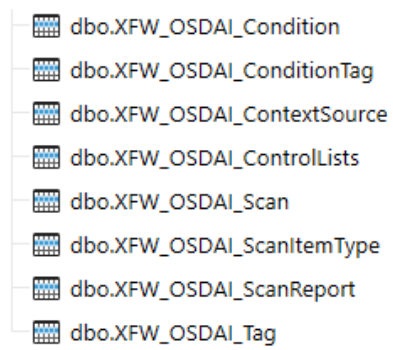 dbo.XFW_OSDAI_Condition
dbo.XFW_OSDAI_ConditionTag
dbo.XFW_OSDAI_ContextSource
dbo.XFW_OSDAI_ControlLists
dbo.XFW_OSDAI_Scan
dbo.XFW_OSDAI_ScanItemType
dbo.XFW_OSDAI_ScanReport
dbo.XFW_OSDAI_Tag